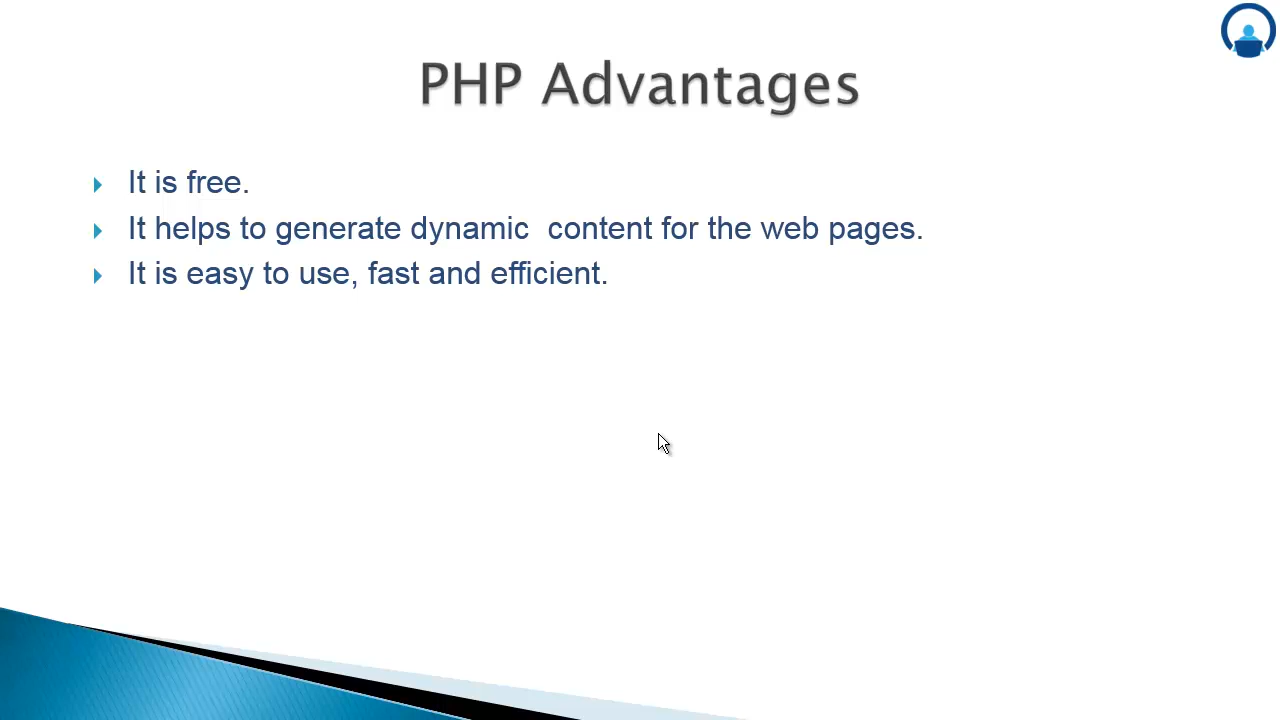 PHP Advantages
It is free.
It helps to generate dynamic  content for the web pages.
It is easy to use, fast and efficient.